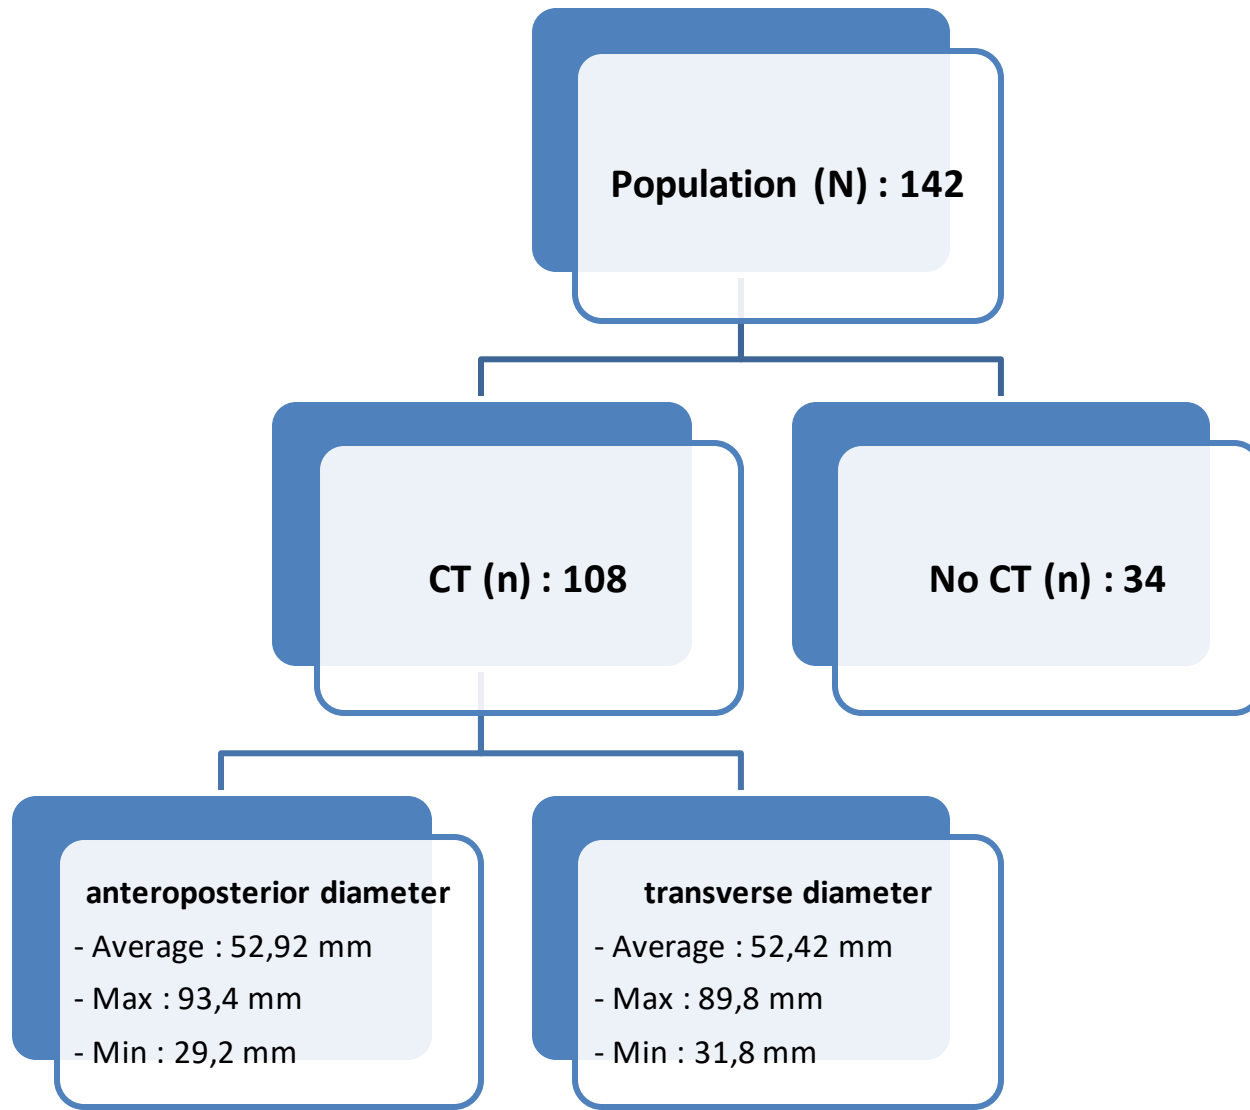 Population (N) : 142
CT (n) : 108
No CT (n) : 34
anteroposterior diameter
- Average : 52,92 mm
- Max : 93,4 mm
- Min : 29,2 mm
transverse diameter
- Average : 52,42 mm
- Max : 89,8 mm
- Min : 31,8 mm